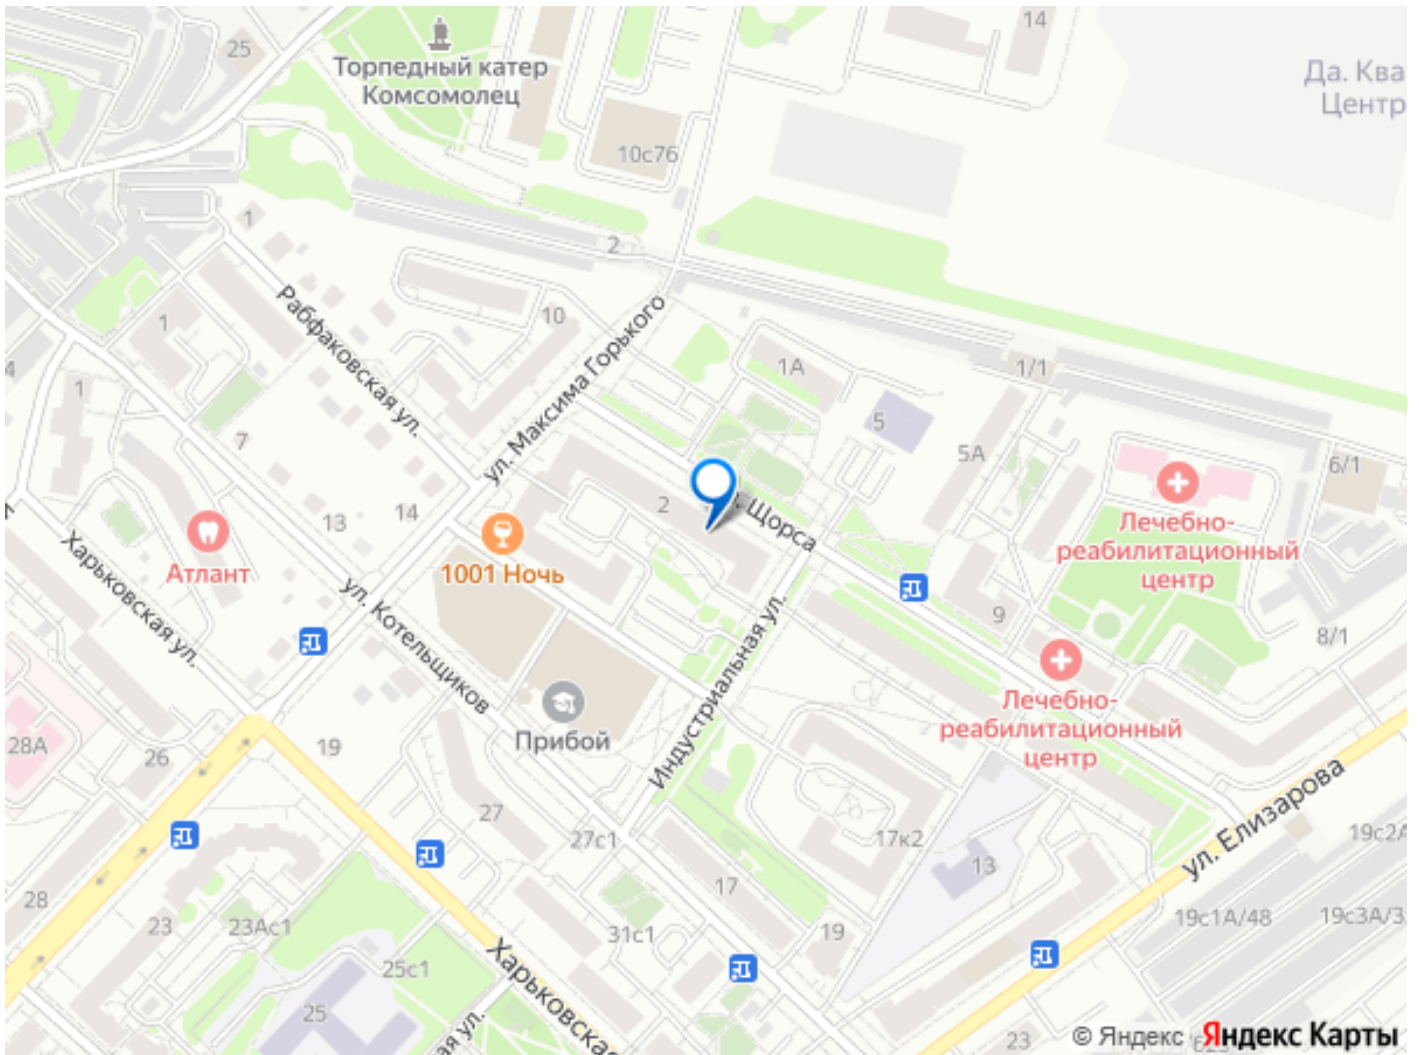 25
Торпедный катер
Комсомолец
14
Да. Ква
Центр
10с76
1
2
Рабфаковская ул.
10
ул. Максима Горького
1
1А
1/1
4
1
7
5
5А
6/1
2
ул. Щорса
13
14
Атлант
1001 Ночь
Лечебно-
реабилитационный
центр
Харьковская ул.
ул. Котельщиков
Индустриальная ул.
9
8/1
Лечебно-
реабилитационный
центр
28А
26
19
Прибой
27
27с1
17к2
13
ул. Елизарова
19с2А
28
23
23Ас1
17
31с1
19
19с1А/48
19с3А/3
25с1
25
Харьковская
ая ул.
23
© Яндекс
Яндекс Карты